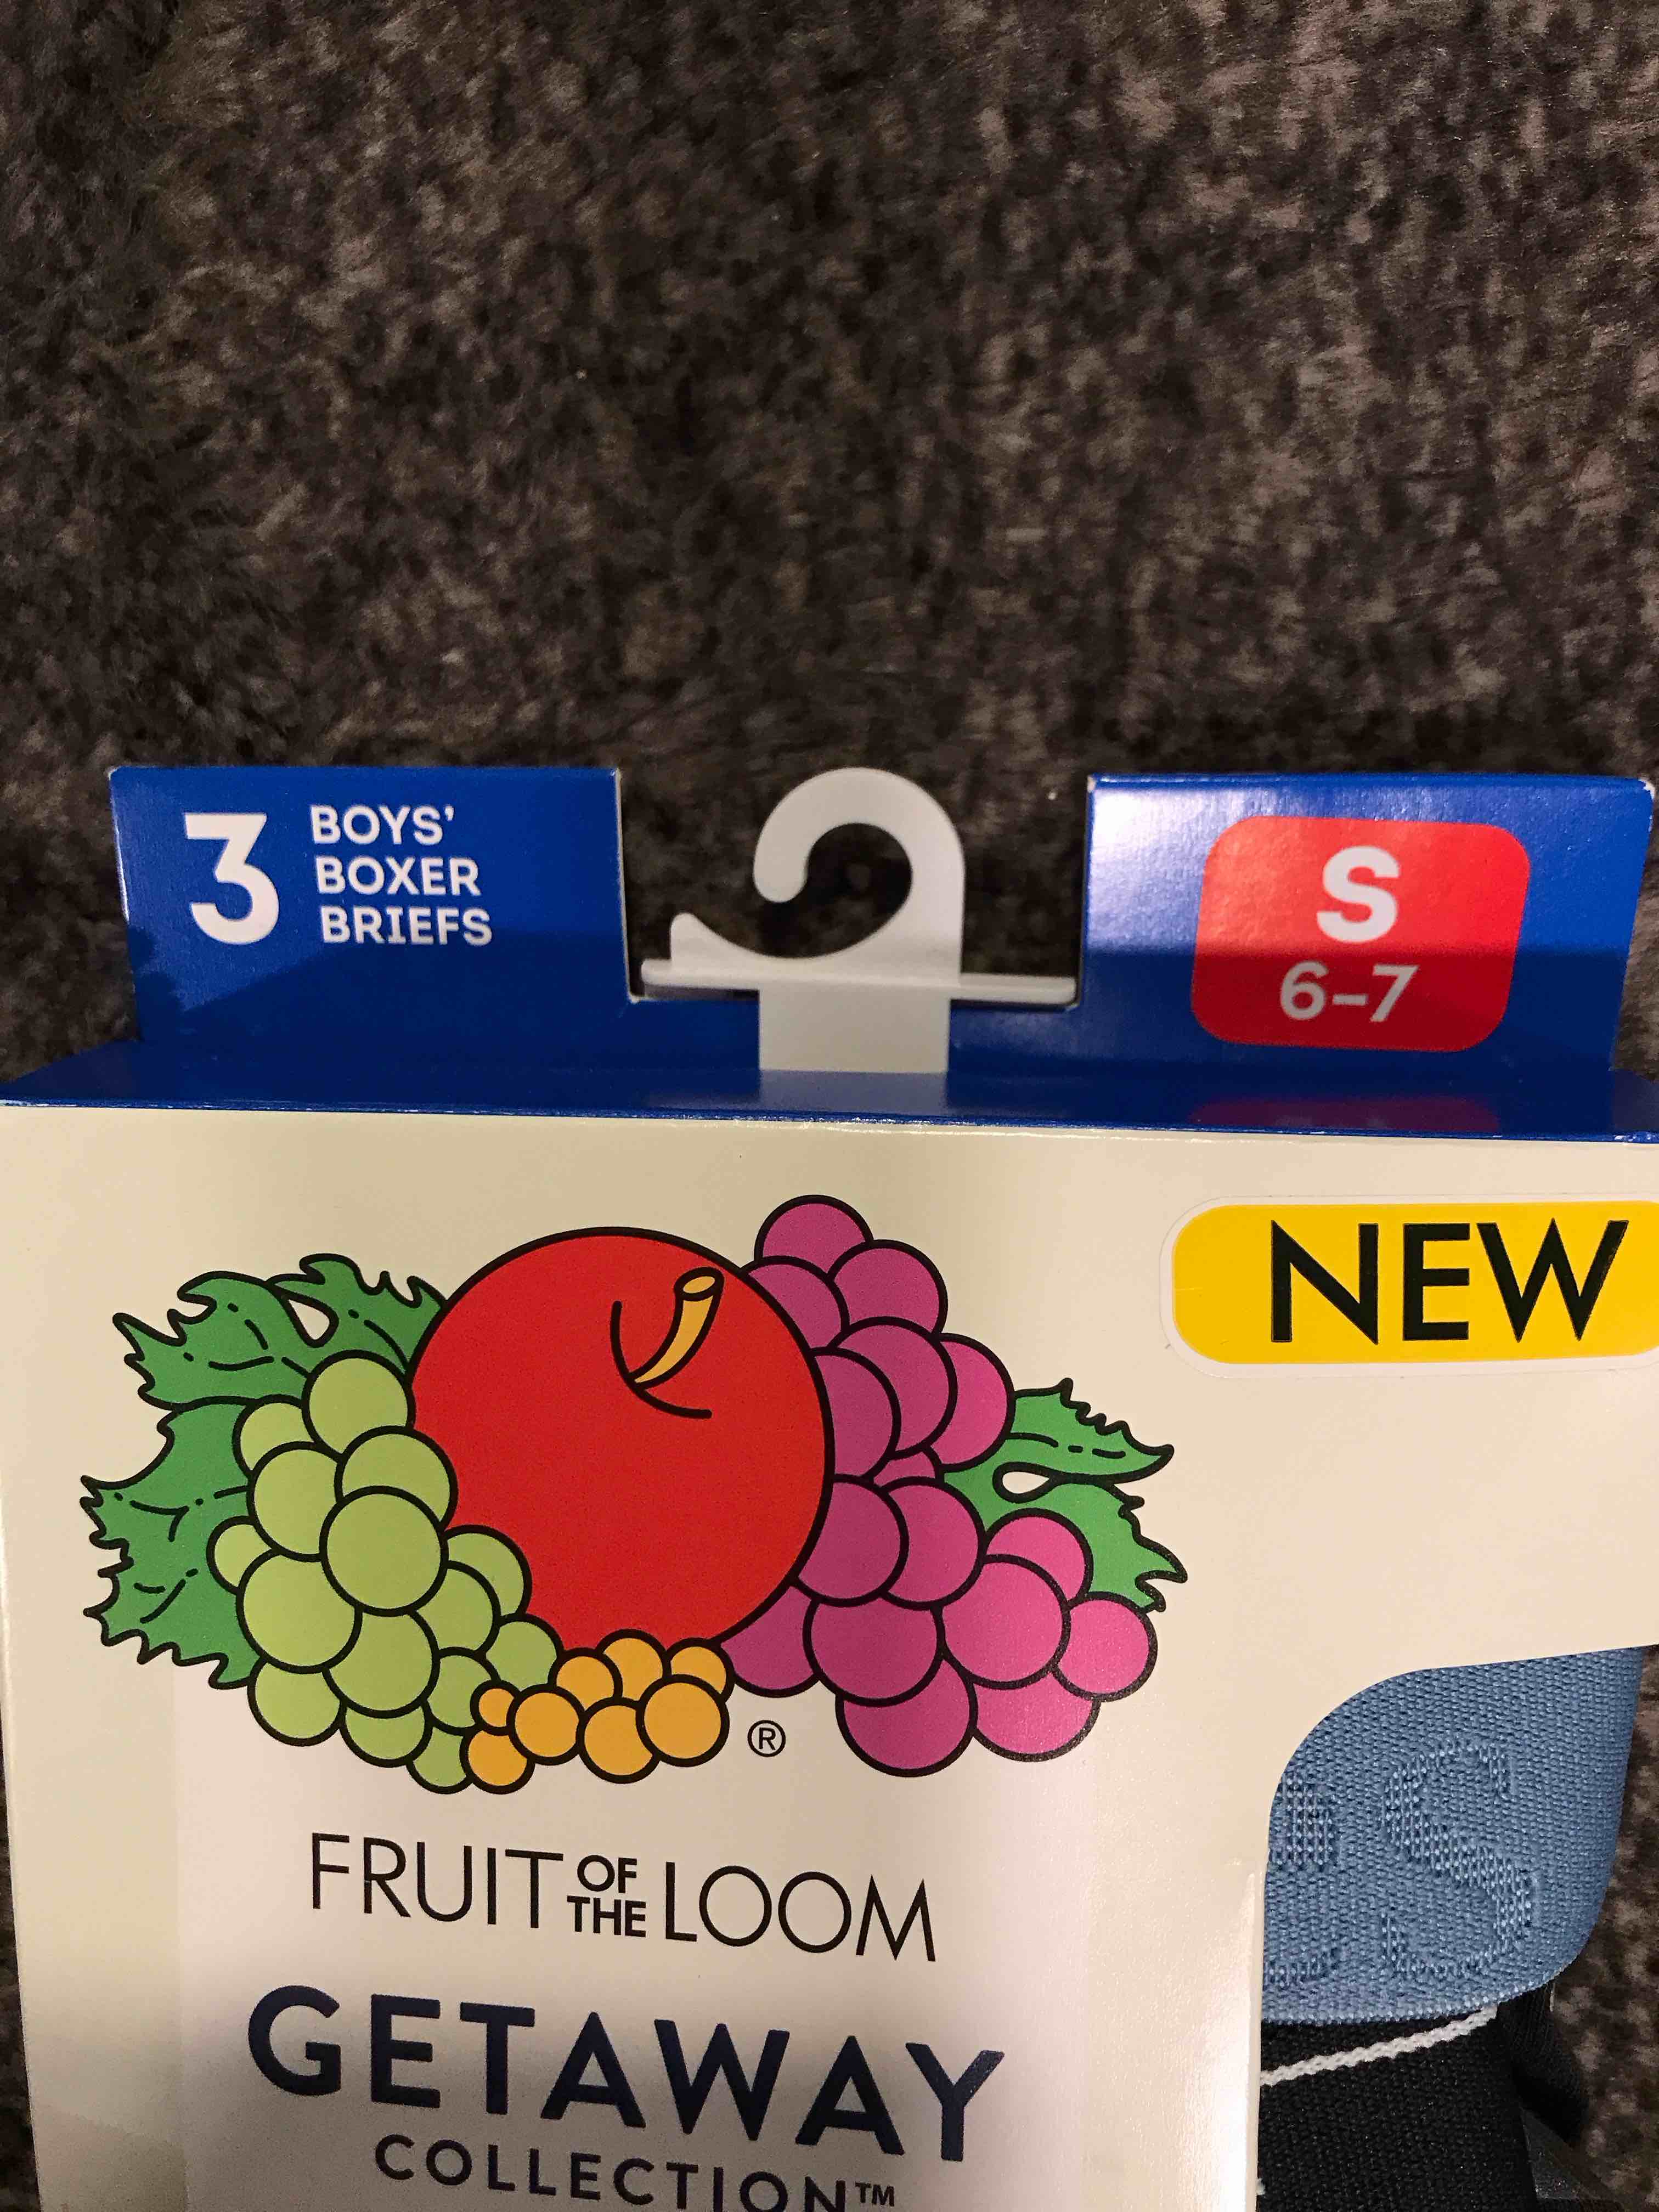 3 BOYS'
BOXER
BRIEFS
S
6–7
NEW
®
FRUIT OF THE LOOM
GETAWAY
COLLECTION™